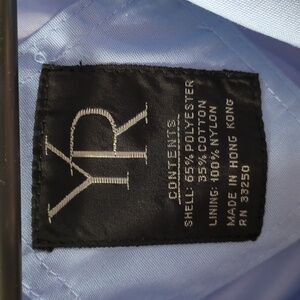 YR
CONTENTS
SHELL: 65% POLYESTER
35% COTTON
LINING: 100% NYLON
MADE IN HONG KONG
RN 33250